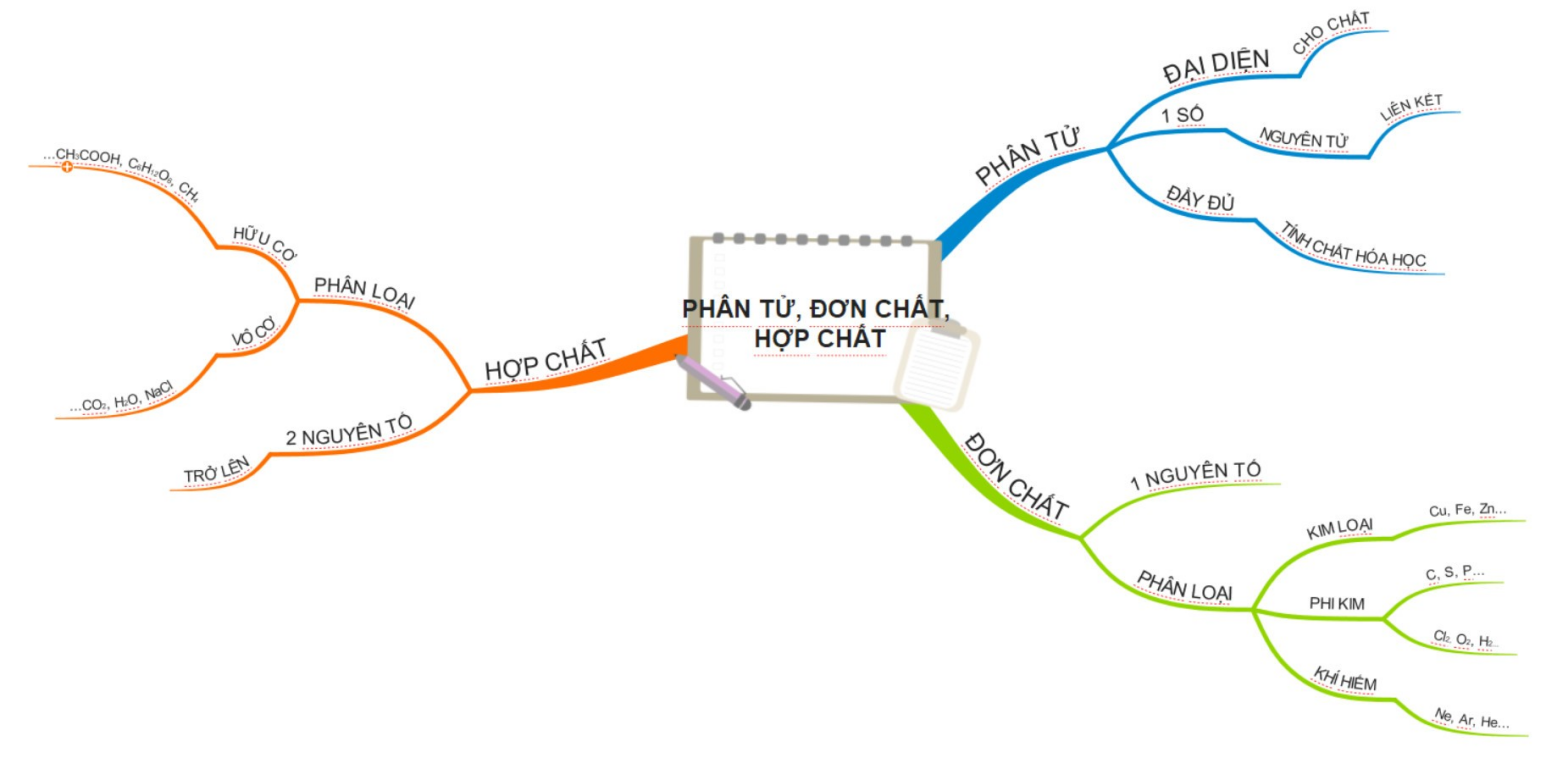 PHÂN TỬ, ĐƠN CHẤT,
HỢP CHẤT
PHÂN TỬ
ĐẠI DIỆN
CHO CHẤT
1 SỐ
NGUYÊN TỬ
LIÊN KẾT
ĐẦY ĐỦ
TÍNH CHẤT HÓA HỌC
ĐƠN CHẤT
1 NGUYÊN TỐ
PHÂN LOẠI
KIM LOẠI
Cu, Fe, Zn...
PHI KIM
C, S, P...
Cl₂, O₂, H₂...
KHÍ HIẾM
Ne, Ar, He...
HỢP CHẤT
PHÂN LOẠI
HỮU CƠ
...CH₃COOH, C₆H₁₂O₆, CH₄
VÔ CƠ
...CO₂, H₂O, NaCl
2 NGUYÊN TỐ
TRỞ LÊN